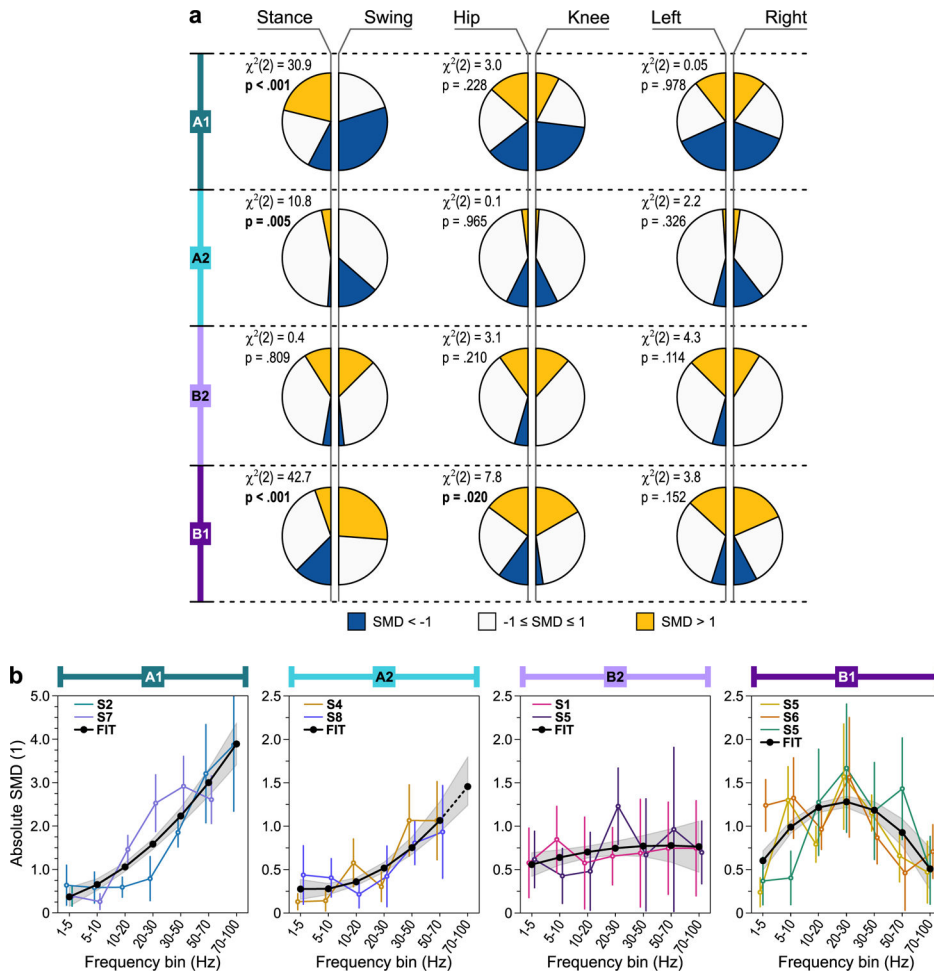 a
Stance Swing Hip Knee Left Right
A1
χ²(2) = 30.9 χ²(2) = 3.0 χ²(2) = 0.05
p < .001 p = .228 p = .978
A2
χ²(2) = 10.8 χ²(2) = 0.1 χ²(2) = 2.2
p = .005 p = .965 p = .326
B2
χ²(2) = 0.4 χ²(2) = 3.1 χ²(2) = 4.3
p = .809 p = .210 p = .114
B1
χ²(2) = 42.7 χ²(2) = 7.8 χ²(2) = 3.8
p < .001 p = .020 p = .152
SMD < -1 -1 ≤ SMD ≤ 1 SMD > 1
b
A1
Absolute SMD (1)
5.0
4.0
3.0
2.0
1.0
0
S2
S7
FIT
1-5 5-10 10-20 20-30 30-50 50-70 70-100
Frequency bin (Hz)
A2
2.5
2.0
1.5
1.0
0.5
0
S4
S8
FIT
1-5 5-10 10-20 20-30 30-50 50-70 70-100
Frequency bin (Hz)
B2
2.5
2.0
1.5
1.0
0.5
0
S1
S5
FIT
1-5 5-10 10-20 20-30 30-50 50-70 70-100
Frequency bin (Hz)
B1
2.5
2.0
1.5
1.0
0.5
0
S5
S6
S5
FIT
1-5 5-10 10-20 20-30 30-50 50-70 70-100
Frequency bin (Hz)